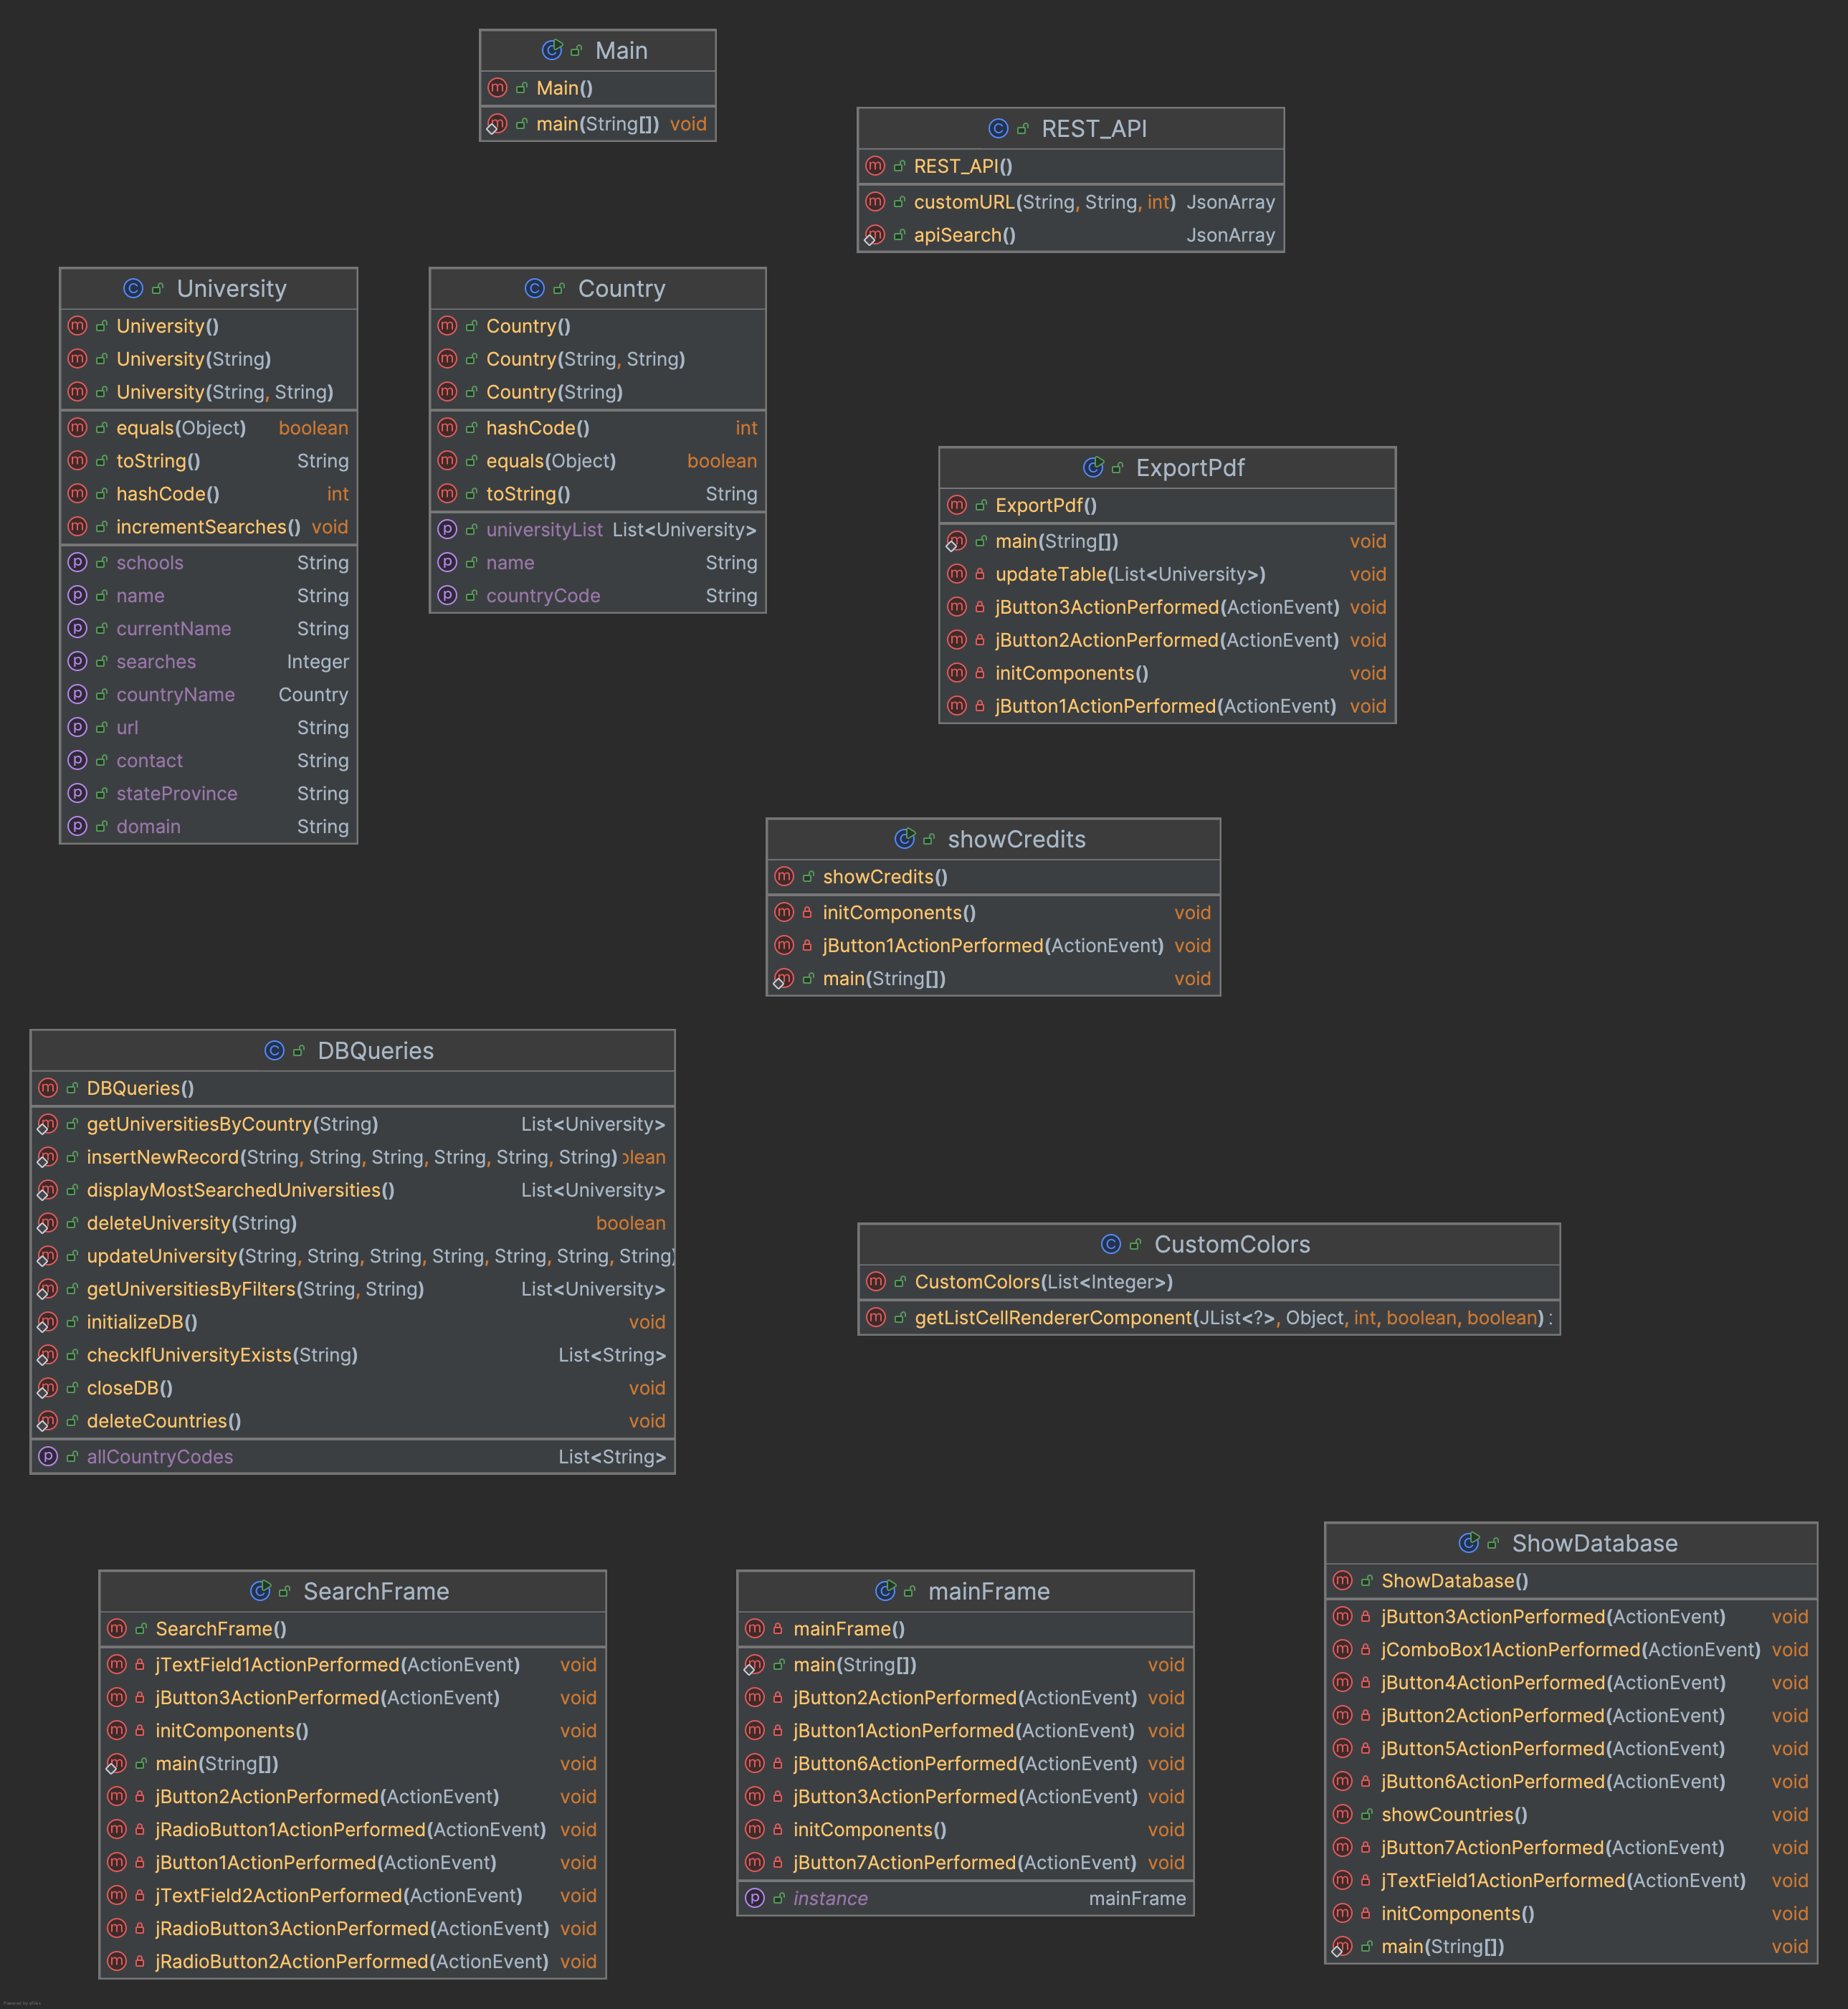 Main
Main()
main(String[]) void
REST_API
REST_API()
customURL(String, String, int) JsonArray
apiSearch() JsonArray
University
University()
University(String)
University(String, String)
equals(Object) boolean
toString() String
hashCode() int
incrementSearches() void
schools String
name String
currentName String
searches Integer
countryName Country
url String
contact String
stateProvince String
domain String
Country
Country()
Country(String, String)
Country(String)
hashCode() int
equals(Object) boolean
toString() String
universityList List<University>
name String
countryCode String
ExportPdf
ExportPdf()
main(String[]) void
updateTable(List<University>) void
jButton3ActionPerformed(ActionEvent) void
jButton2ActionPerformed(ActionEvent) void
initComponents() void
jButton1ActionPerformed(ActionEvent) void
showCredits
showCredits()
initComponents() void
jButton1ActionPerformed(ActionEvent) void
main(String[]) void
DBQueries
DBQueries()
getUniversitiesByCountry(String) List<University>
insertNewRecord(String, String, String, String, String, String) olean
displayMostSearchedUniversities() List<University>
deleteUniversity(String) boolean
updateUniversity(String, String, String, String, String, String, String)
getUniversitiesByFilters(String, String) List<University>
initializeDB() void
checkIfUniversityExists(String) List<String>
closeDB() void
deleteCountries() void
allCountryCodes List<String>
CustomColors
CustomColors(List<Integer>)
getListCellRendererComponent(JList<?>, Object, int, boolean, boolean) :
SearchFrame
SearchFrame()
jTextField1ActionPerformed(ActionEvent) void
jButton3ActionPerformed(ActionEvent) void
initComponents() void
main(String[]) void
jButton2ActionPerformed(ActionEvent) void
jRadioButton1ActionPerformed(ActionEvent) void
jButton1ActionPerformed(ActionEvent) void
jTextField2ActionPerformed(ActionEvent) void
jRadioButton3ActionPerformed(ActionEvent) void
jRadioButton2ActionPerformed(ActionEvent) void
mainFrame
mainFrame()
main(String[]) void
jButton2ActionPerformed(ActionEvent) void
jButton1ActionPerformed(ActionEvent) void
jButton6ActionPerformed(ActionEvent) void
jButton3ActionPerformed(ActionEvent) void
initComponents() void
jButton7ActionPerformed(ActionEvent) void
instance mainFrame
ShowDatabase
ShowDatabase()
jButton3ActionPerformed(ActionEvent) void
jComboBox1ActionPerformed(ActionEvent) void
jButton4ActionPerformed(ActionEvent) void
jButton2ActionPerformed(ActionEvent) void
jButton5ActionPerformed(ActionEvent) void
jButton6ActionPerformed(ActionEvent) void
showCountries() void
jButton7ActionPerformed(ActionEvent) void
jTextField1ActionPerformed(ActionEvent) void
initComponents() void
main(String[]) void
Powered by yFiles